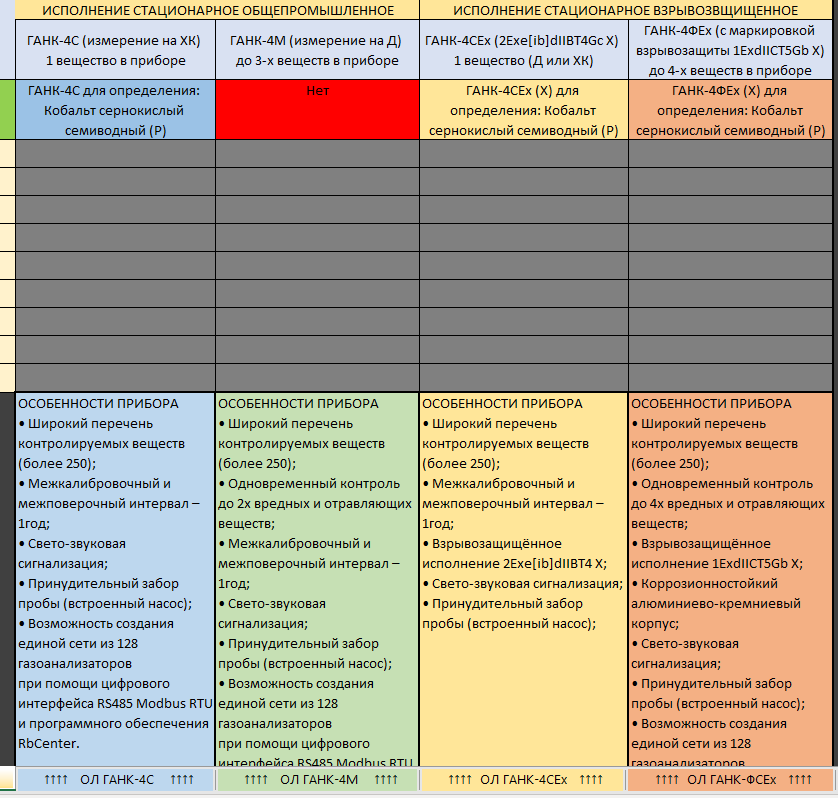 ИСПОЛНЕНИЕ СТАЦИОНАРНОЕ ОБЩЕПРОМЫШЛЕННОЕ
ИСПОЛНЕНИЕ СТАЦИОНАРНОЕ ВЗРЫВОЗВЩИЩЕННОЕ
ГАНК-4С (измерение на ХК)
1 вещество в приборе
ГАНК-4М (измерение на Д)
до 3-х веществ в приборе
ГАНК-4СЕх (2Exe[ib]dIIBT4Gc X)
1 вещество (Д или ХК)
ГАНК-4ФЕх (с маркировкой
взрывозащиты 1ExdIICT5Gb X)
до 4-х веществ в приборе
ГАНК-4С для определения:
Кобальт сернокислый
семиводный (Р)
Нет
ГАНК-4СЕх (Х) для
определения: Кобальт
сернокислый семиводный (Р)
ГАНК-4ФЕх (Х) для
определения: Кобальт
сернокислый семиводный (Р)
ОСОБЕННОСТИ ПРИБОРА
• Широкий перечень
контролируемых веществ
(более 250);
• Межкалибровочный и
межповерочный интервал –
1год;
• Свето-звуковая
сигнализация;
• Принудительный забор
пробы (встроенный насос);
• Возможность создания
единой сети из 128
газоанализаторов
при помощи цифрового
интерфейса RS485 Modbus RTU
и программного обеспечения
RbCenter.
ОСОБЕННОСТИ ПРИБОРА
• Широкий перечень
контролируемых веществ
(более 250);
• Одновременный контроль
до 2х вредных и отравляющих
веществ;
• Межкалибровочный и
межповерочный интервал –
1год;
• Свето-звуковая
сигнализация;
• Принудительный забор
пробы (встроенный насос);
• Возможность создания
единой сети из 128
газоанализаторов
при помощи цифрового
интерфейса RS485 Modbus RTU
ОСОБЕННОСТИ ПРИБОРА
• Широкий перечень
контролируемых веществ
(более 250);
• Межкалибровочный и
межповерочный интервал –
1год;
• Взрывозащищённое
исполнение 2Exe[ib]dIIBT4 X;
• Свето-звуковая сигнализация;
• Принудительный забор
пробы (встроенный насос);
ОСОБЕННОСТИ ПРИБОРА
• Широкий перечень
контролируемых веществ
(более 250);
• Одновременный контроль
до 4х вредных и отравляющих
веществ;
• Взрывозащищённое
исполнение 1ExdIICT5Gb X;
• Коррозионностойкий
алюминиево-кремниевый
корпус;
• Свето-звуковая
сигнализация;
• Принудительный забор
пробы (встроенный насос);
• Возможность создания
единой сети из 128
газоанализаторов
↑↑↑↑ ОЛ ГАНК-4С ↑↑↑↑
↑↑↑↑ ОЛ ГАНК-4М ↑↑↑↑
↑↑↑↑ ОЛ ГАНК-4СЕх ↑↑↑↑
↑↑↑↑ ОЛ ГАНК-ФСЕх ↑↑↑↑